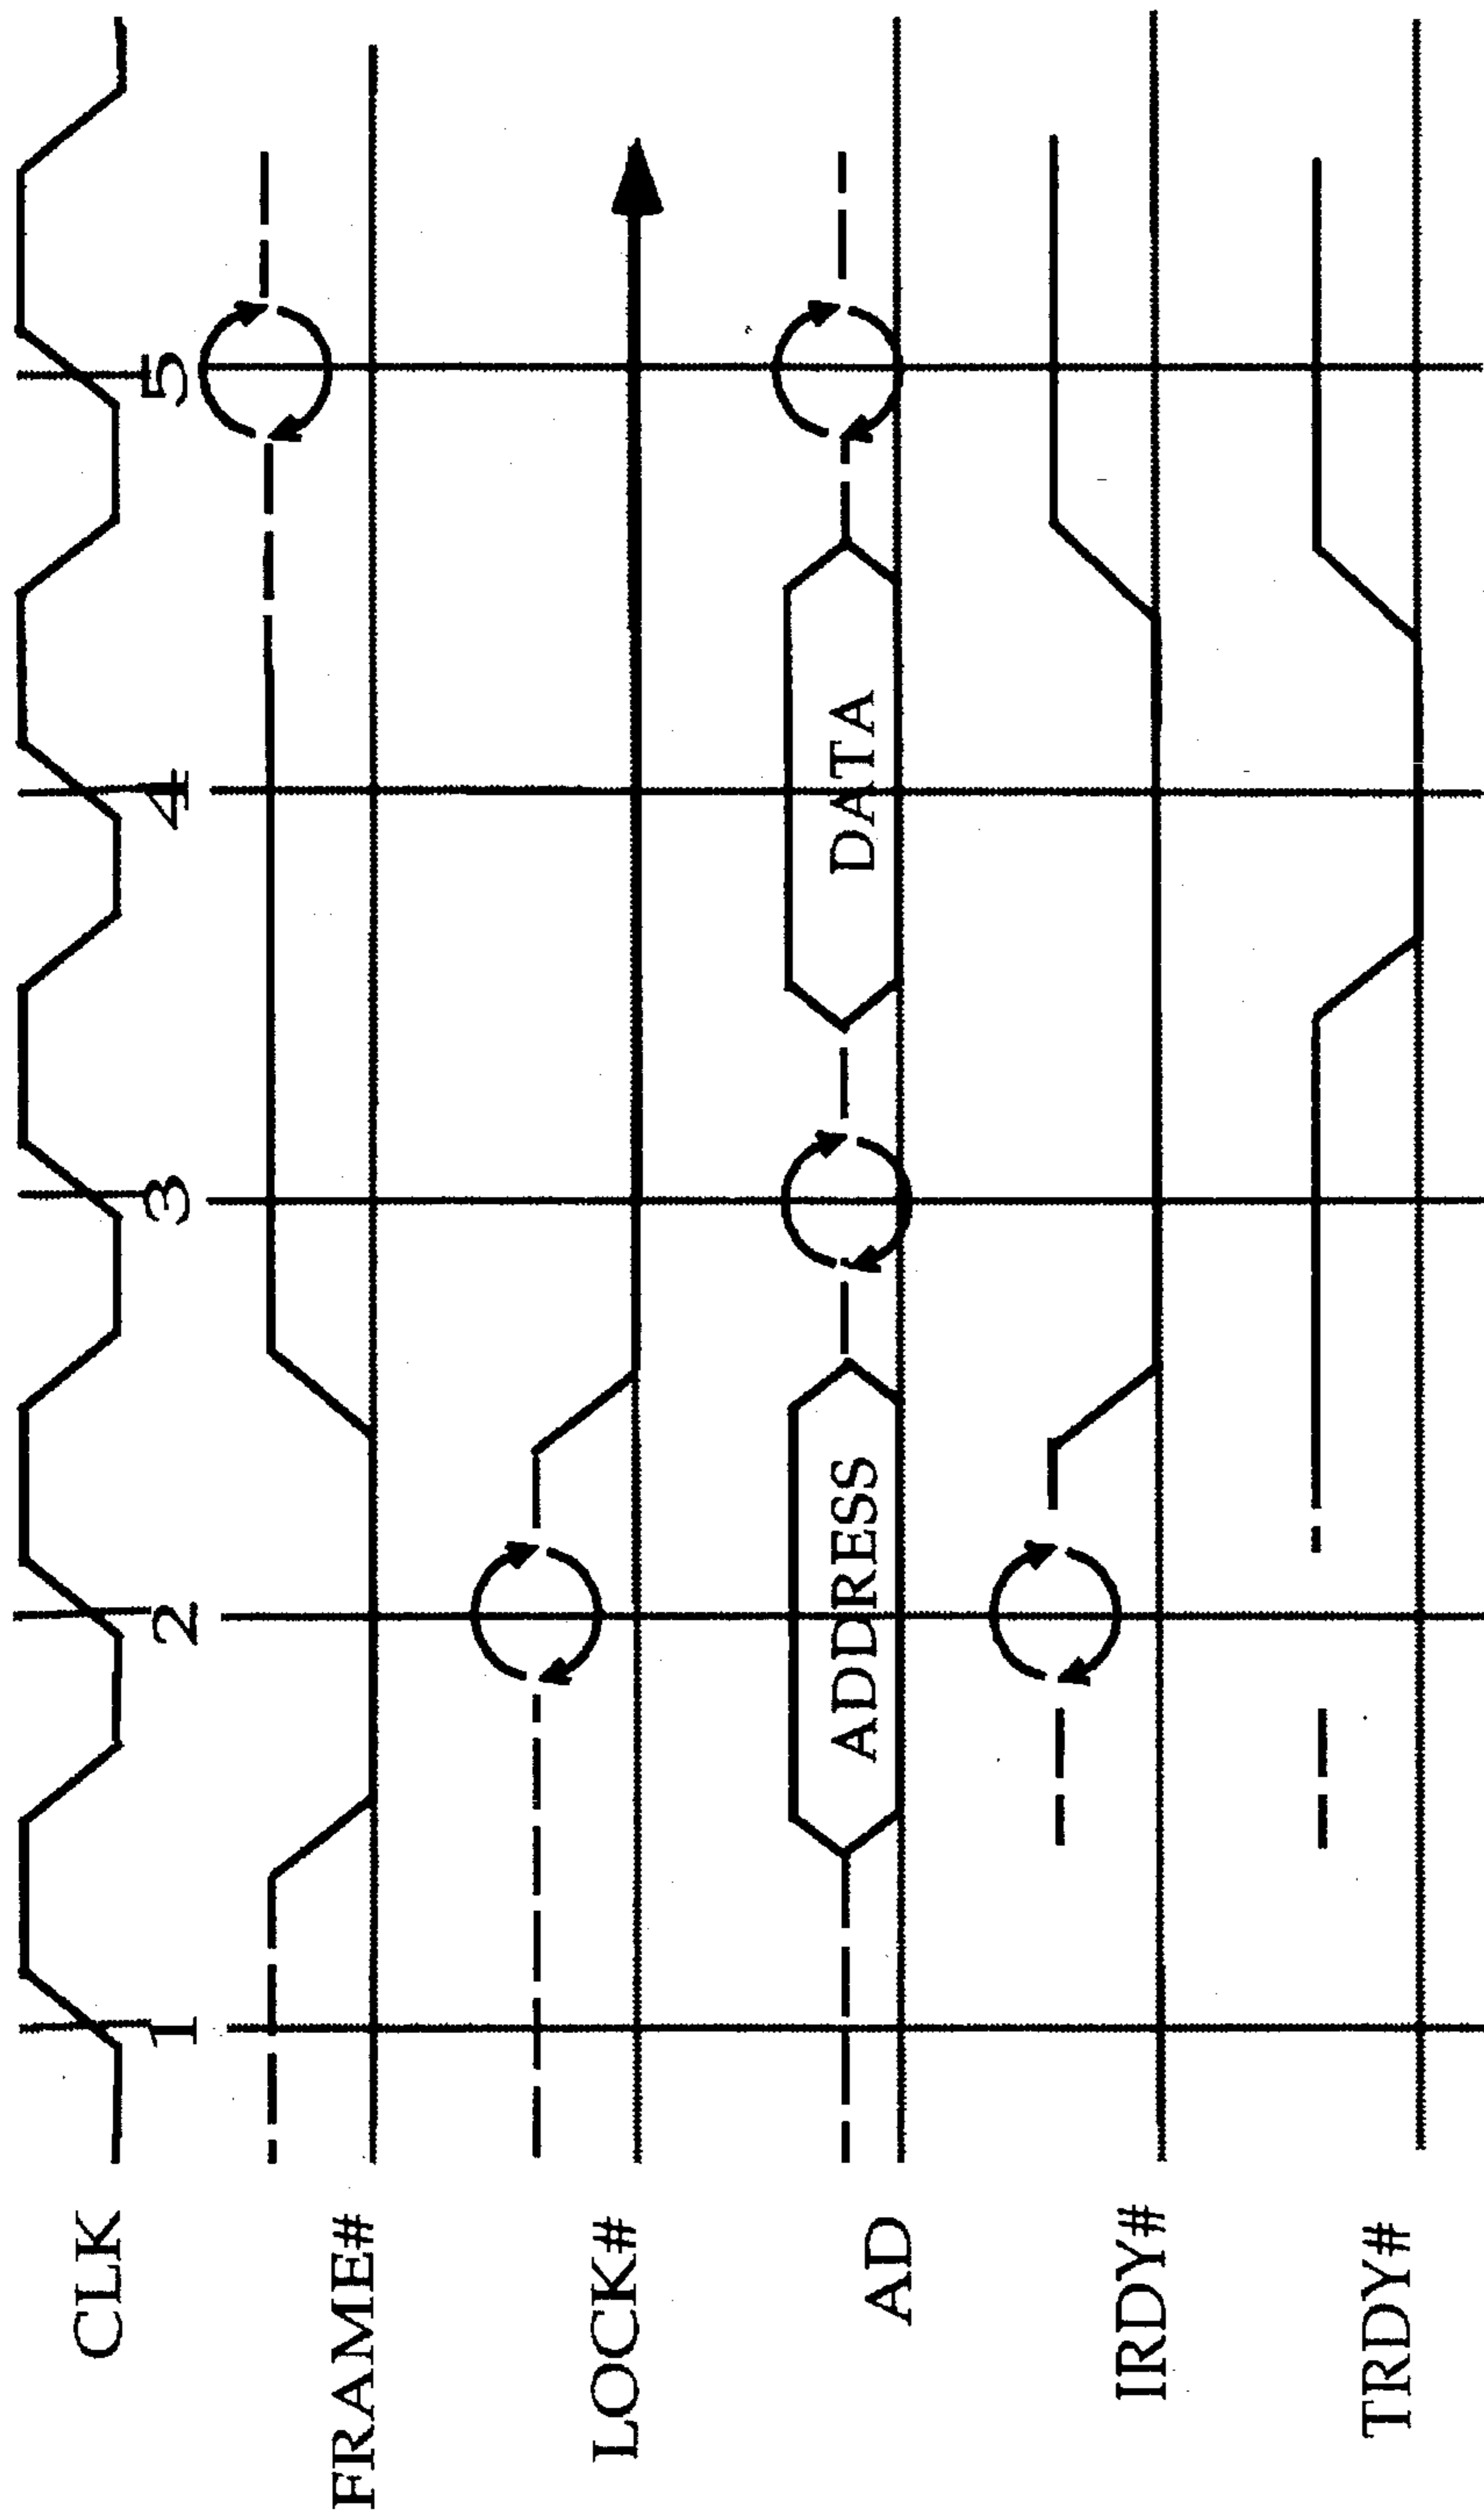 CLK
1
2
3
4
5
FRAME#
LOCK#
AD
ADDRESS
DATA
IRDY#
TRDY#